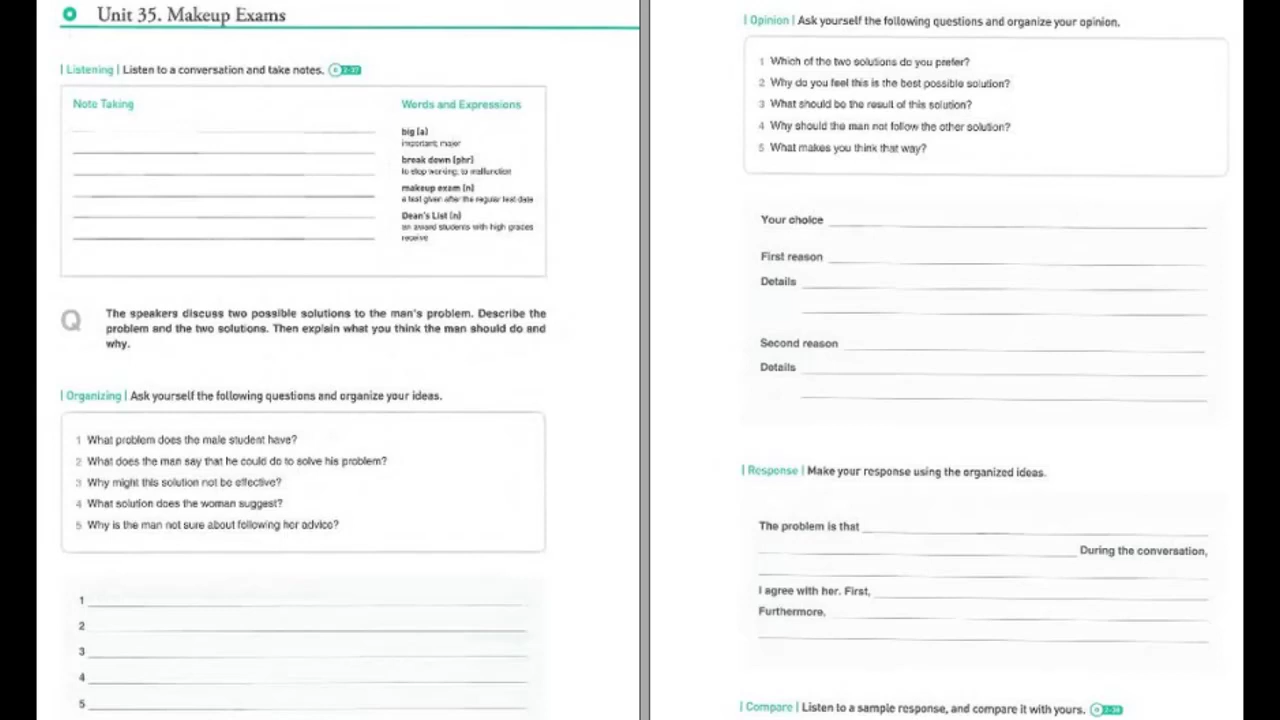 Unit 35. Makeup Exams
| Listening | Listen to a conversation and take notes. 2-37
Note Taking
Words and Expressions
big (a)
important; major
break down (phr)
to stop working; to malfunction
makeup exam (n)
a test given after the regular test date
Dean's List (n)
an award students with high grades
receive
Q
The speakers discuss two possible solutions to the man's problem. Describe the
problem and the two solutions. Then explain what you think the man should do and
why.
| Organizing | Ask yourself the following questions and organize your ideas.
1 What problem does the male student have?
2 What does the man say that he could do to solve his problem?
3 Why might this solution not be effective?
4 What solution does the woman suggest?
5 Why is the man not sure about following her advice?
1
2
3
4
5
| Opinion | Ask yourself the following questions and organize your opinion.
1 Which of the two solutions do you prefer?
2 Why do you feel this is the best possible solution?
3 What should be the result of this solution?
4 Why should the man not follow the other solution?
5 What makes you think that way?
Your choice
First reason
Details
Second reason
Details
| Response | Make your response using the organized ideas.
The problem is that
During the conversation,
I agree with her. First,
Furthermore,
| Compare | Listen to a sample response, and compare it with yours.